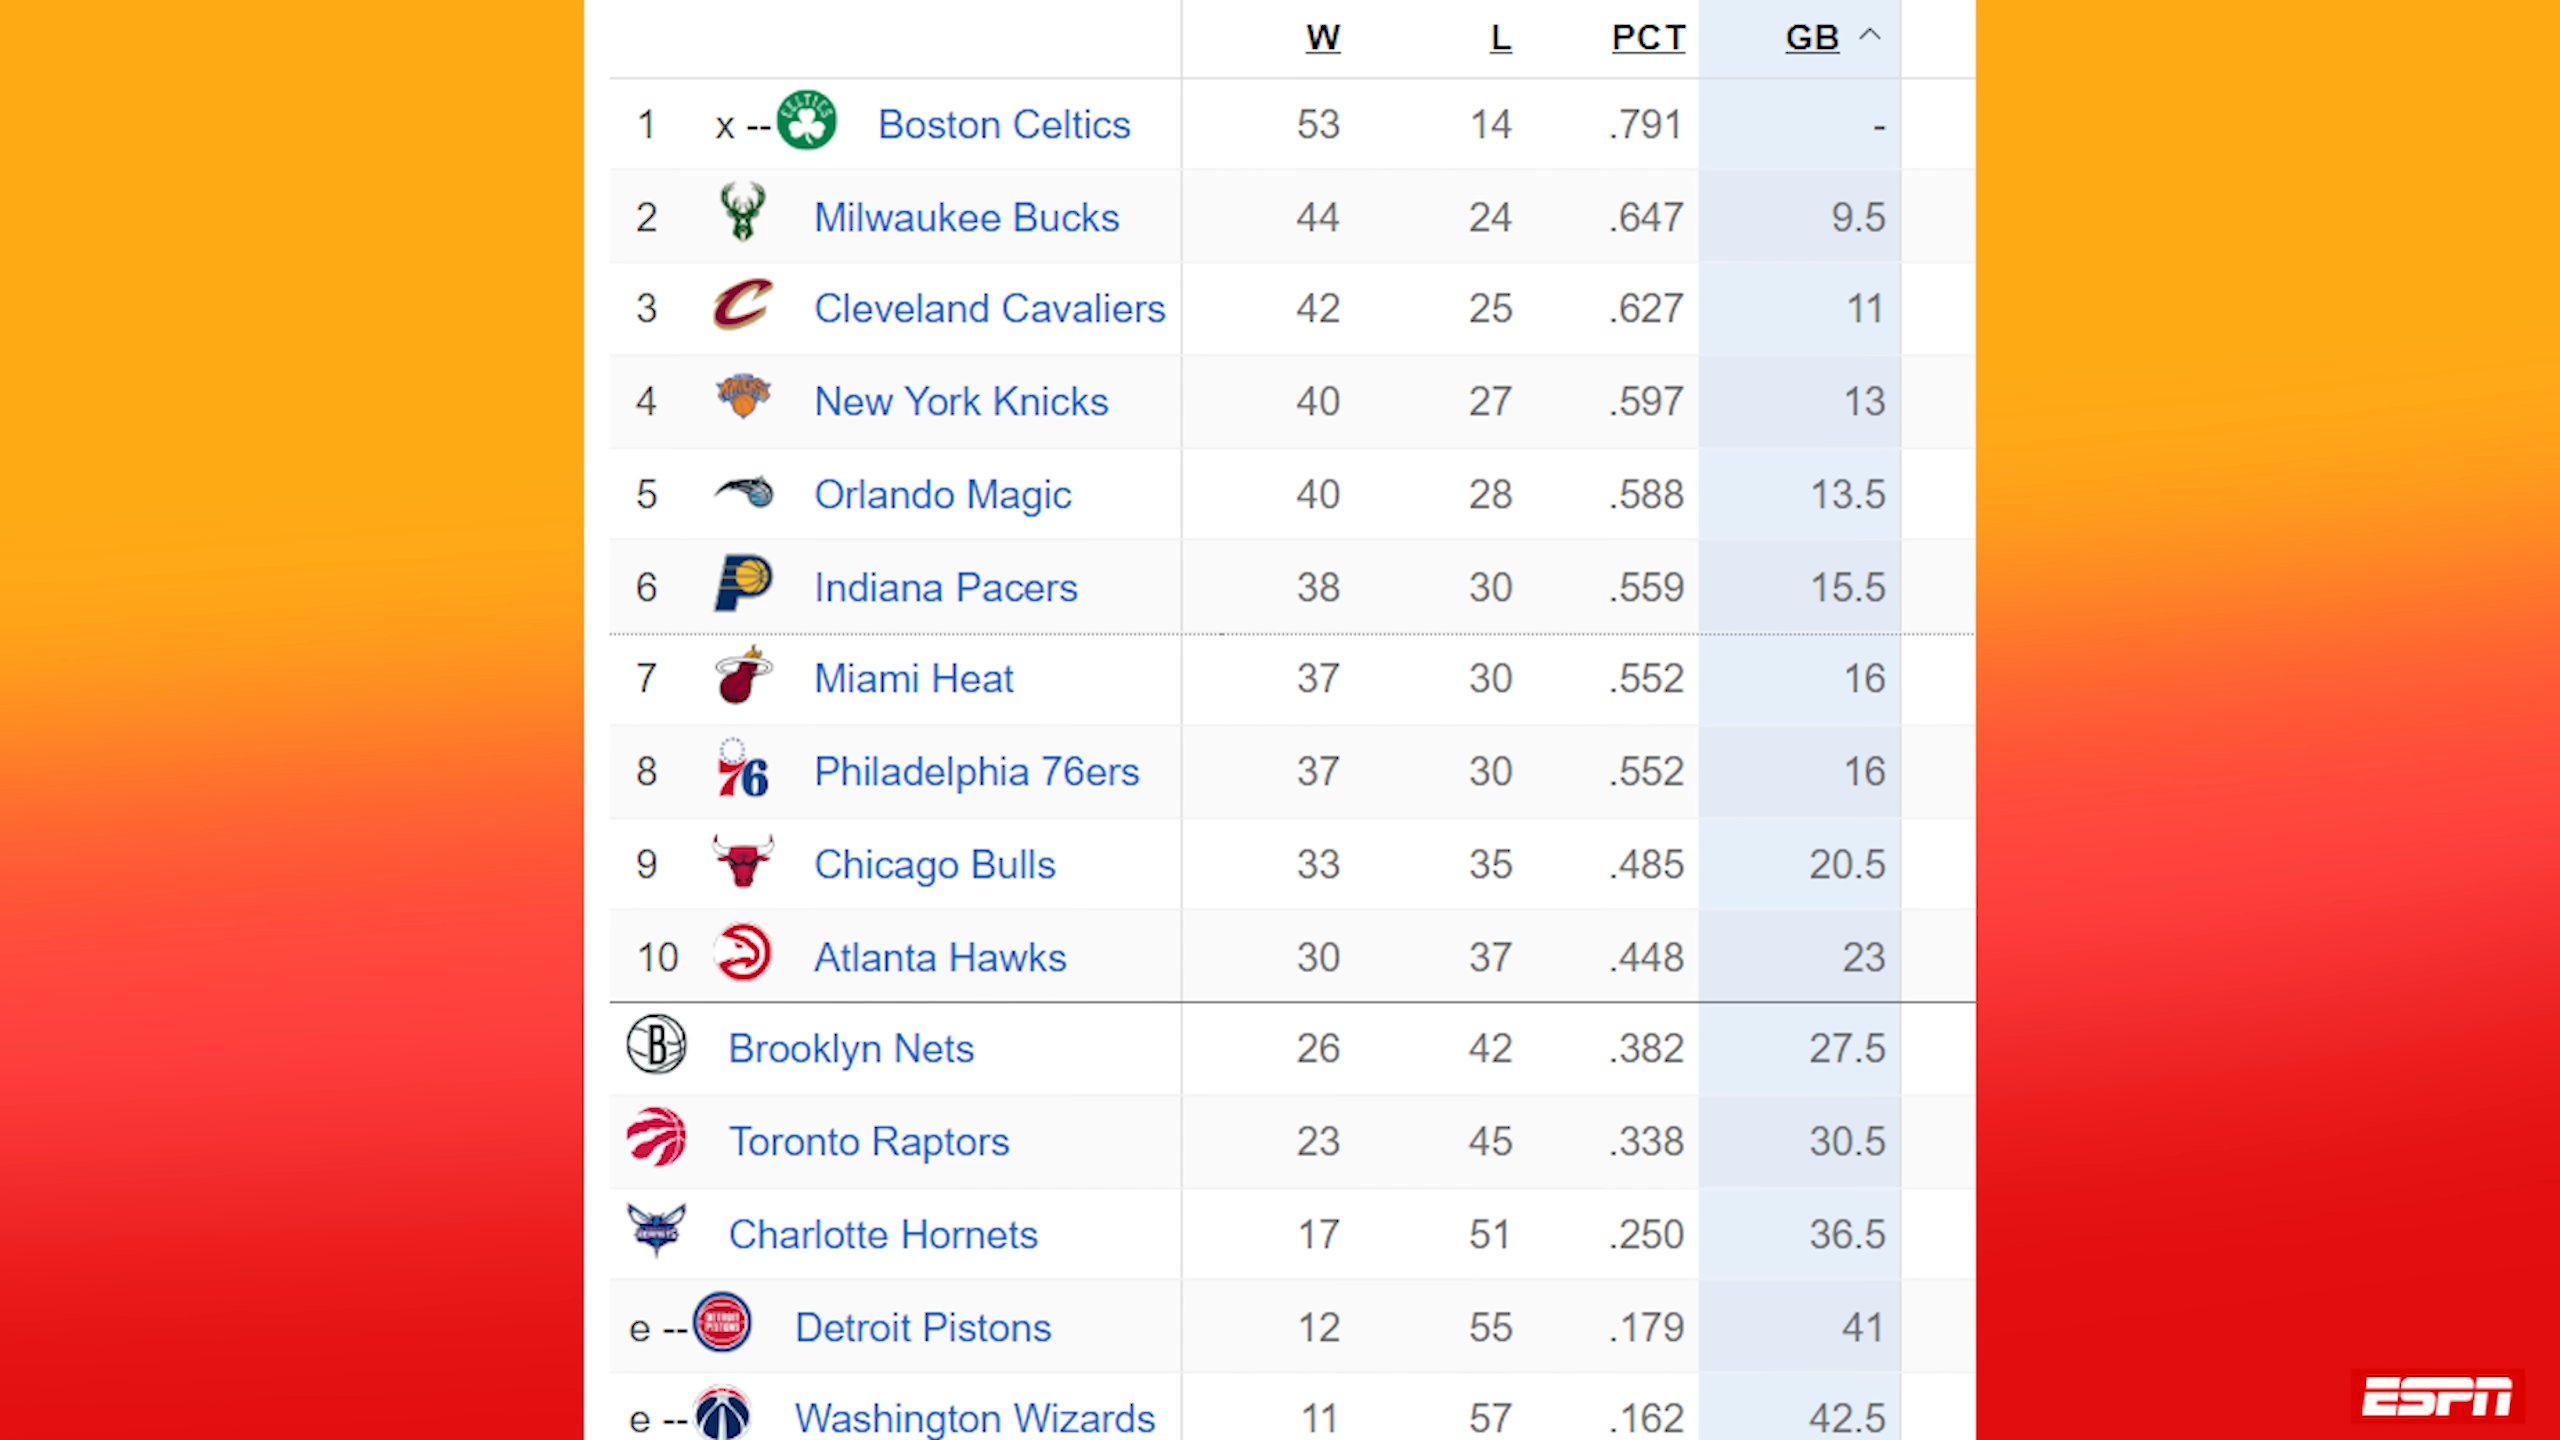 W L PCT GB
1 x -- Boston Celtics 53 14 .791 -
2 Milwaukee Bucks 44 24 .647 9.5
3 Cleveland Cavaliers 42 25 .627 11
4 New York Knicks 40 27 .597 13
5 Orlando Magic 40 28 .588 13.5
6 Indiana Pacers 38 30 .559 15.5
7 Miami Heat 37 30 .552 16
8 76 Philadelphia 76ers 37 30 .552 16
9 Chicago Bulls 33 35 .485 20.5
10 Atlanta Hawks 30 37 .448 23
B Brooklyn Nets 26 42 .382 27.5
Toronto Raptors 23 45 .338 30.5
Charlotte Hornets 17 51 .250 36.5
e -- DETROIT PISTONS Detroit Pistons 12 55 .179 41
e -- Washington Wizards 11 57 .162 42.5
ESPN